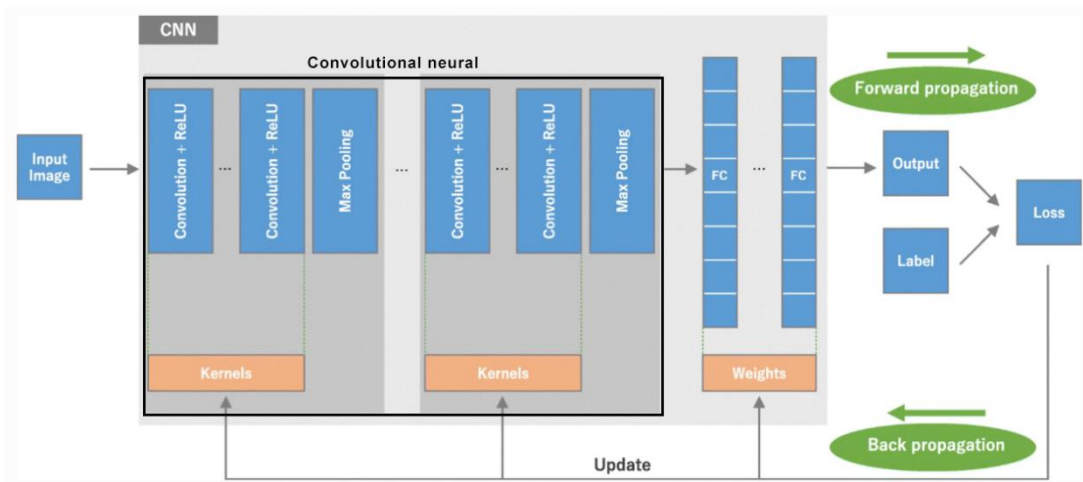 CNN
Convolutional neural
Input
Image
Convolution + ReLU
...
Convolution + ReLU
Max Pooling
...
Convolution + ReLU
...
Convolution + ReLU
Max Pooling
FC
...
FC
Forward propagation
Output
Label
Loss
Kernels
Kernels
Weights
Back propagation
Update